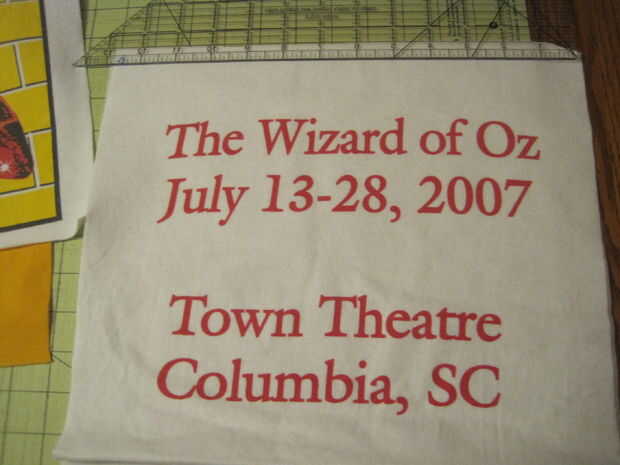 The Wizard of Oz
July 13-28, 2007
Town Theatre
Columbia, SC